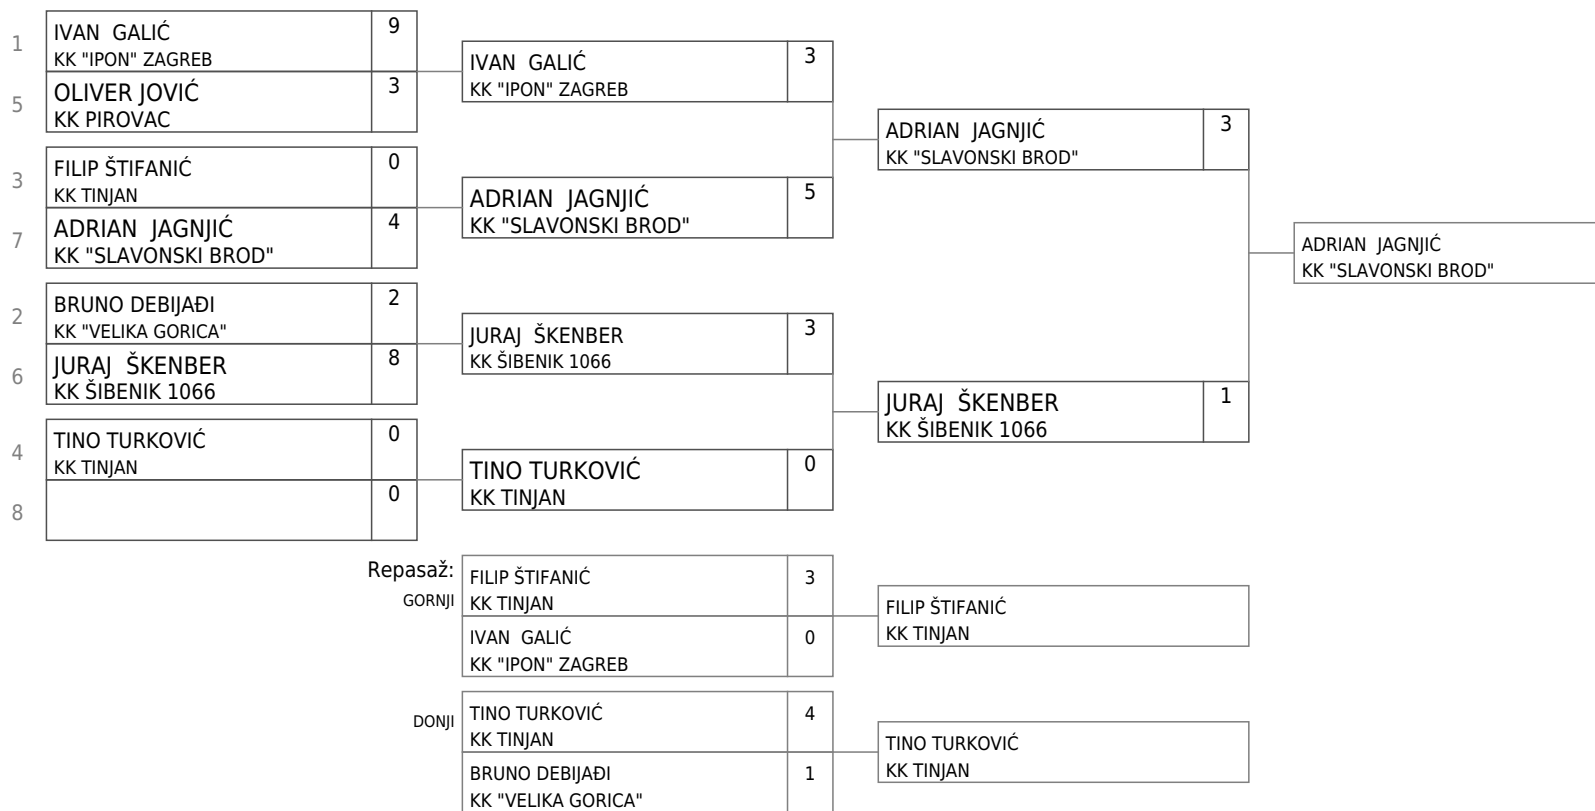 1
IVAN  GALIĆ
9
KK "IPON" ZAGREB
5
OLIVER JOVIĆ
3
KK PIROVAC
3
FILIP ŠTIFANIĆ
0
KK TINJAN
7
ADRIAN  JAGNJIĆ
4
KK "SLAVONSKI BROD"
2
BRUNO DEBIJAĐI
2
KK "VELIKA GORICA"
6
JURAJ  ŠKENBER
8
KK ŠIBENIK 1066
4
TINO TURKOVIĆ
0
KK TINJAN
8
0
IVAN  GALIĆ
3
KK "IPON" ZAGREB
ADRIAN  JAGNJIĆ
5
KK "SLAVONSKI BROD"
JURAJ  ŠKENBER
3
KK ŠIBENIK 1066
TINO TURKOVIĆ
0
KK TINJAN
ADRIAN  JAGNJIĆ
3
KK "SLAVONSKI BROD"
JURAJ  ŠKENBER
1
KK ŠIBENIK 1066
ADRIAN  JAGNJIĆ
KK "SLAVONSKI BROD"
Repasaž:
GORNJI
FILIP ŠTIFANIĆ
3
KK TINJAN
IVAN  GALIĆ
0
KK "IPON" ZAGREB
FILIP ŠTIFANIĆ
KK TINJAN
DONJI
TINO TURKOVIĆ
4
KK TINJAN
BRUNO DEBIJAĐI
1
KK "VELIKA GORICA"
TINO TURKOVIĆ
KK TINJAN